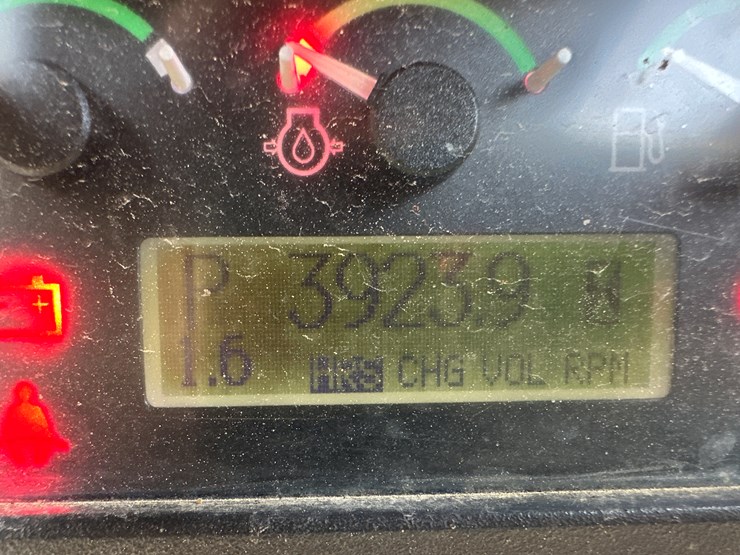 P 3923.9 H
1.6 HRS CHG VOL RPM